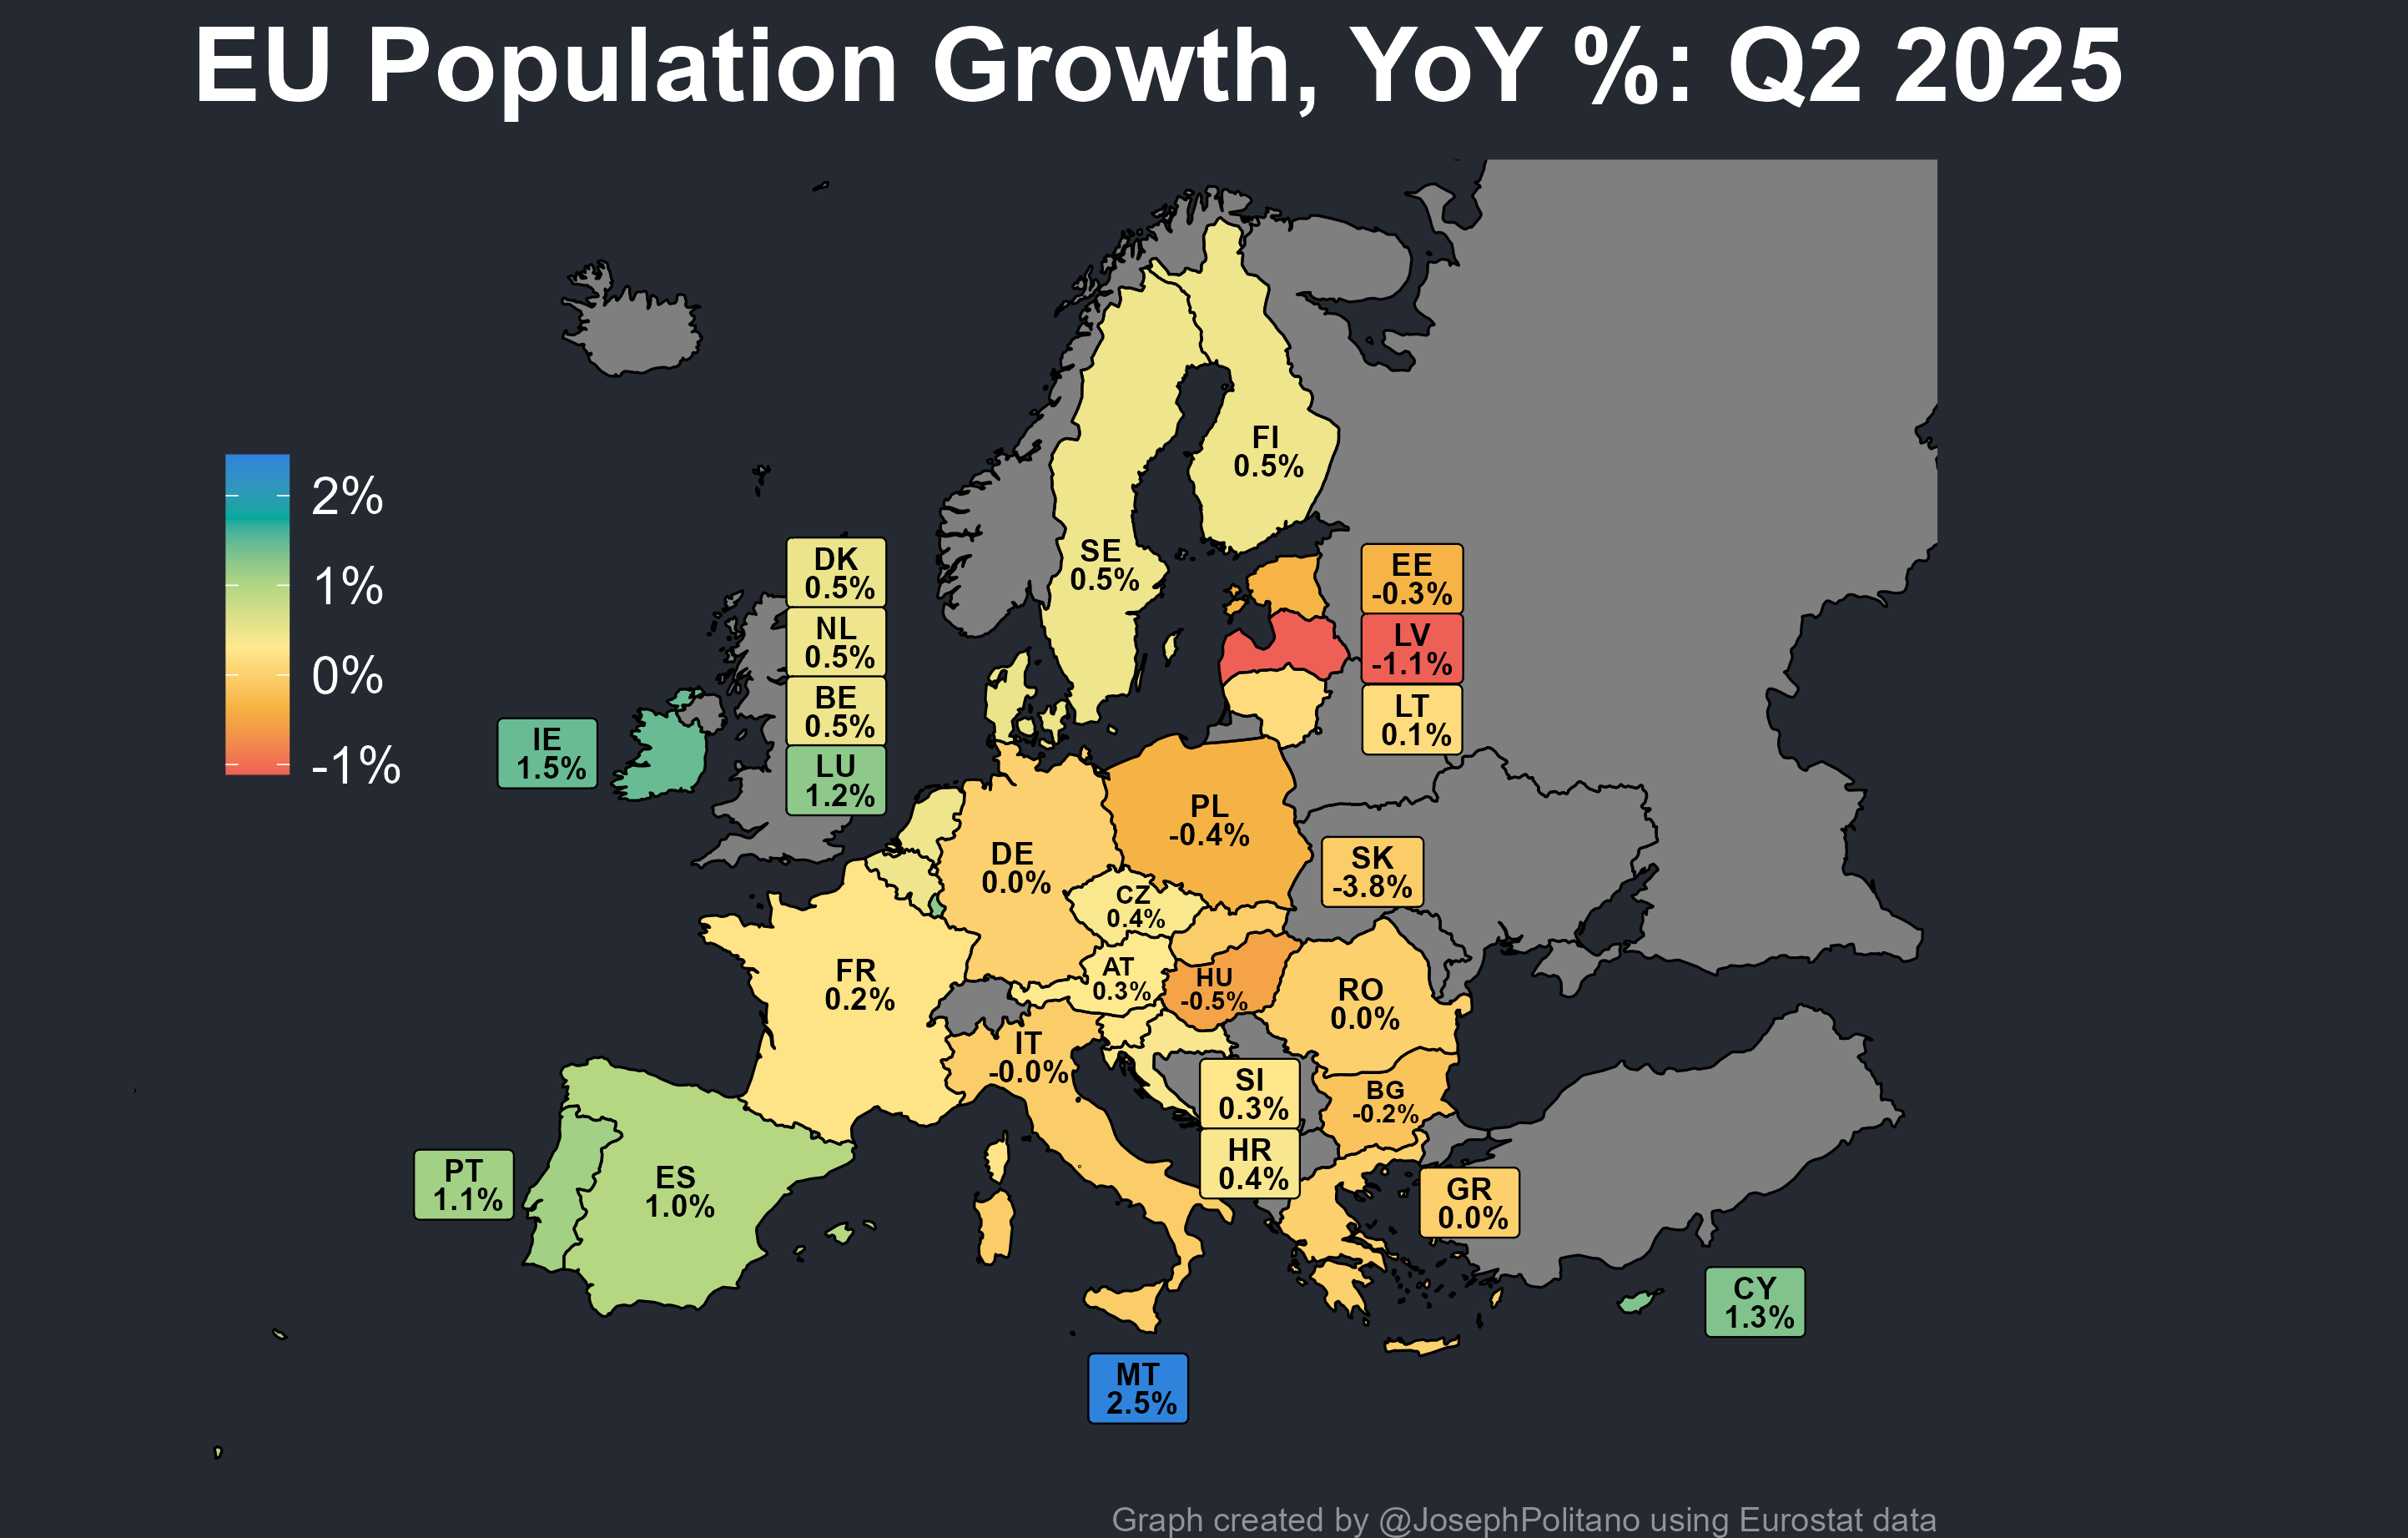 EU Population Growth, YoY %: Q2 2025
2%
1%
0%
-1%
FI
0.5%
SE
0.5%
DK
0.5%
NL
0.5%
BE
0.5%
LU
1.2%
IE
1.5%
EE
-0.3%
LV
-1.1%
LT
0.1%
PL
-0.4%
DE
0.0%
SK
-3.8%
CZ
0.4%
AT
0.3%
HU
-0.5%
FR
0.2%
RO
0.0%
IT
-0.0%
SI
0.3%
HR
0.4%
BG
-0.2%
PT
1.1%
ES
1.0%
GR
0.0%
CY
1.3%
MT
2.5%
Graph created by @JosephPolitano using Eurostat data